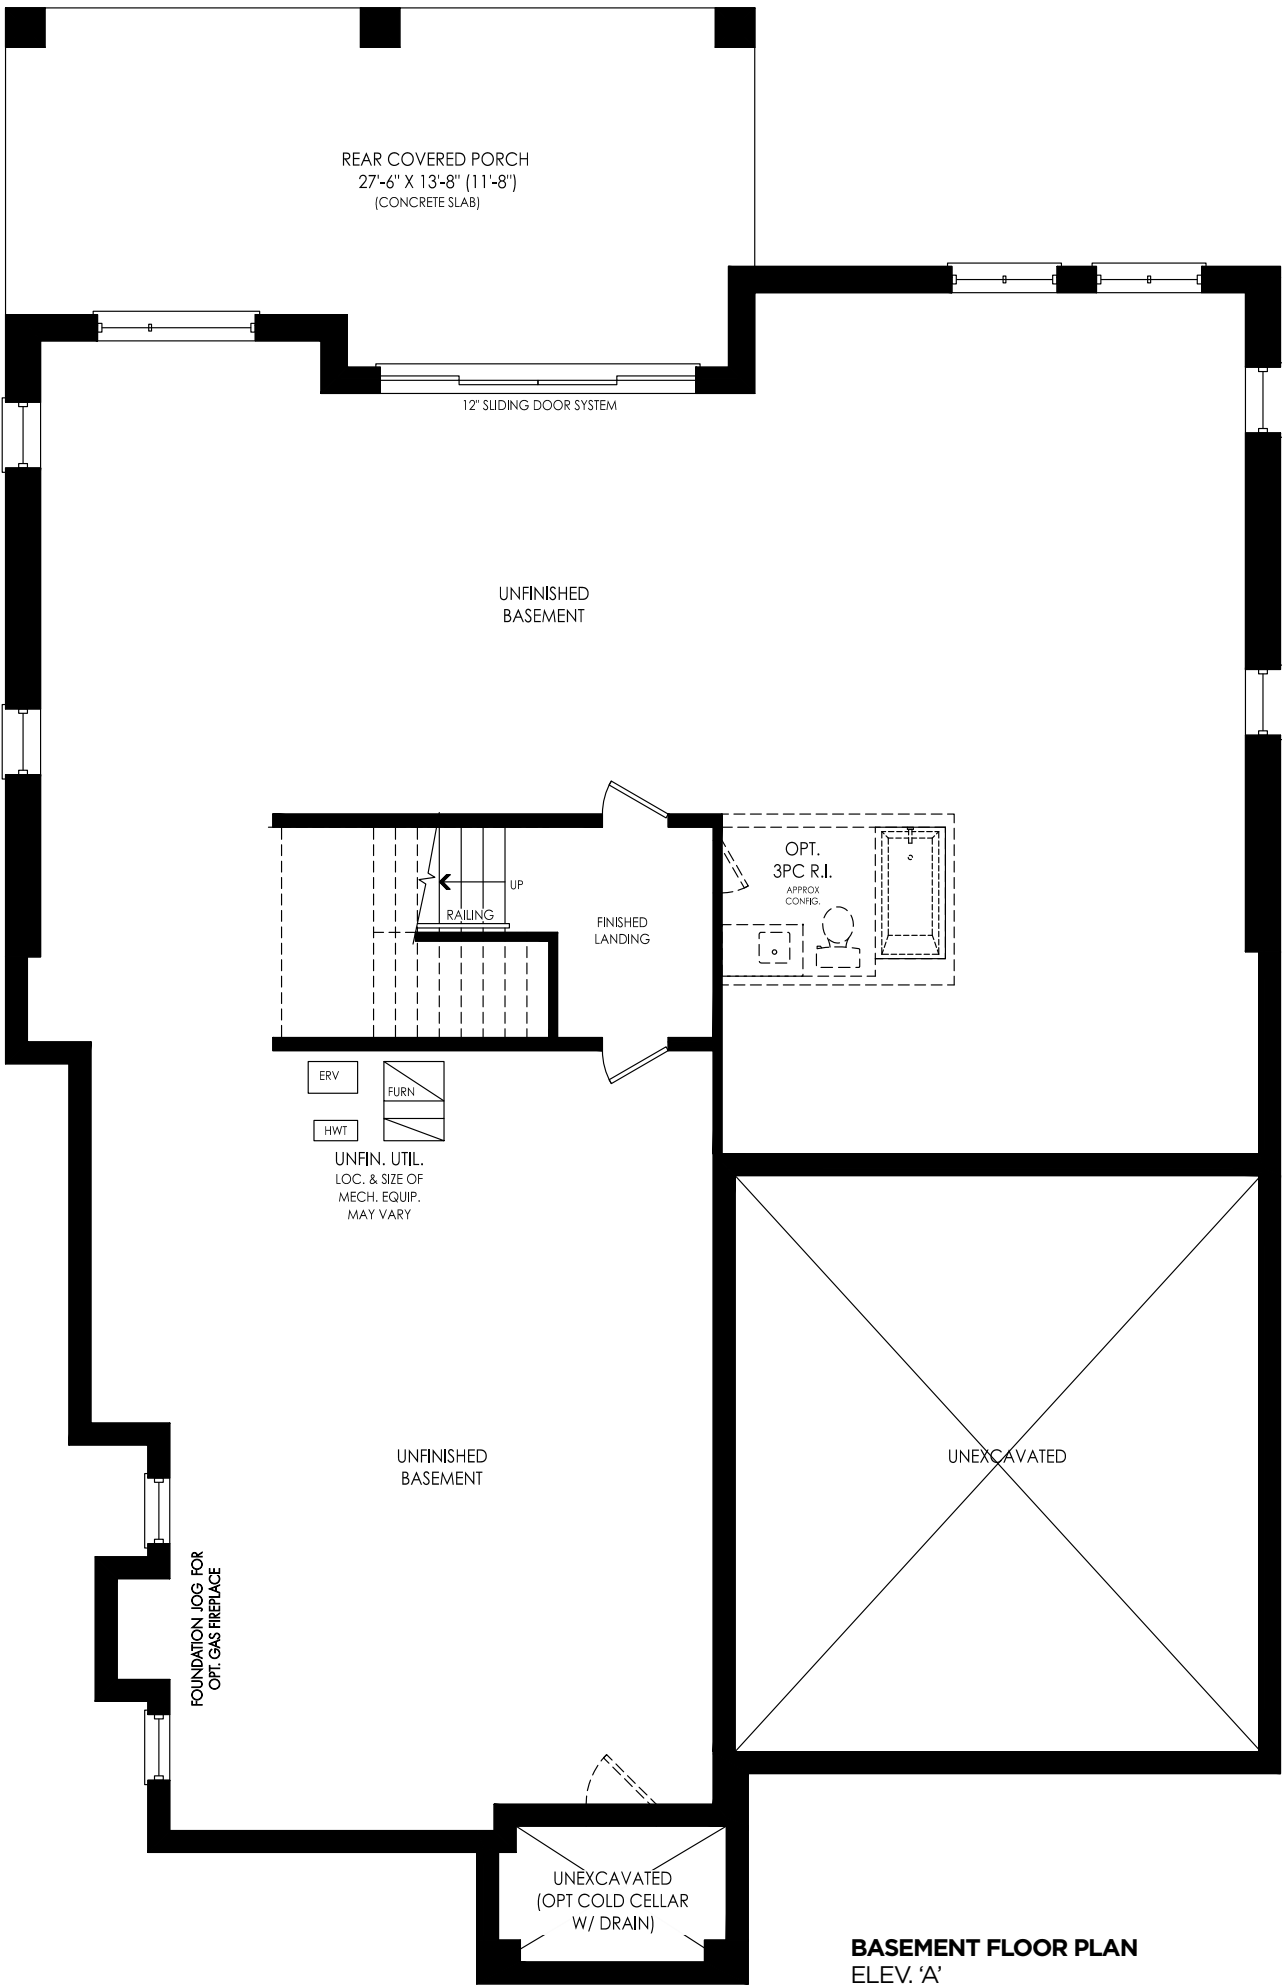 REAR COVERED PORCH
27'-6" X 13'-8" (11'-8")
(CONCRETE SLAB)
12" SLIDING DOOR SYSTEM
UNFINISHED
BASEMENT
OPT.
3PC R.I.
APPROX
CONFIG.
UP
RAILING
FINISHED
LANDING
ERV
FURN
HWT
UNFIN. UTIL.
LOC. & SIZE OF
MECH. EQUIP.
MAY VARY
UNFINISHED
BASEMENT
UNEXCAVATED
FOUNDATION JOG FOR
OPT. GAS FIREPLACE
UNEXCAVATED
(OPT COLD CELLAR
W/ DRAIN)
BASEMENT FLOOR PLAN
ELEV. ‘A’